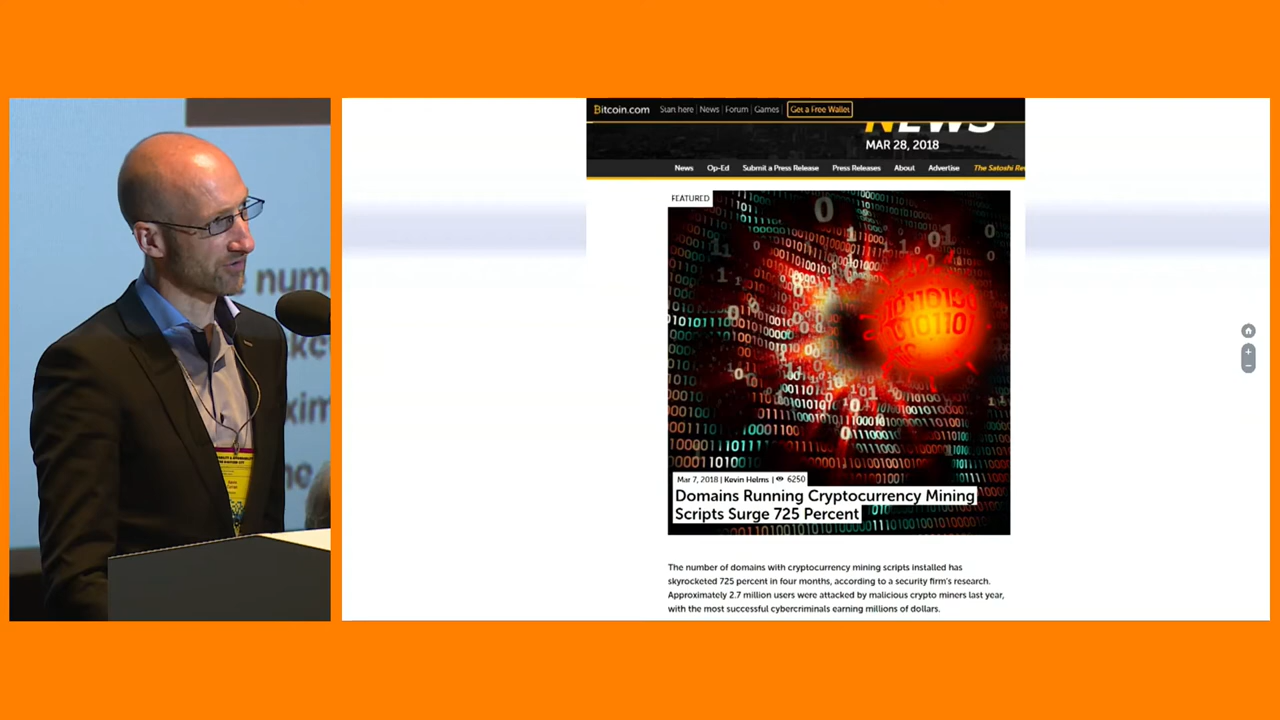 Bitcoin.com Start here News Forum Games Get a Free Wallet
NEWS
MAR 28, 2018
News Op-Ed Submit a Press Release Press Releases About Advertise The Satoshi
FEATURED
Mar 7, 2018 | Kevin Helms | 6250
Domains Running Cryptocurrency Mining
Scripts Surge 725 Percent
The number of domains with cryptocurrency mining scripts installed has
skyrocketed 725 percent in four months, according to a security firm's research.
Approximately 2.7 million users were attacked by malicious crypto miners last year,
with the most successful cybercriminals earning millions of dollars.